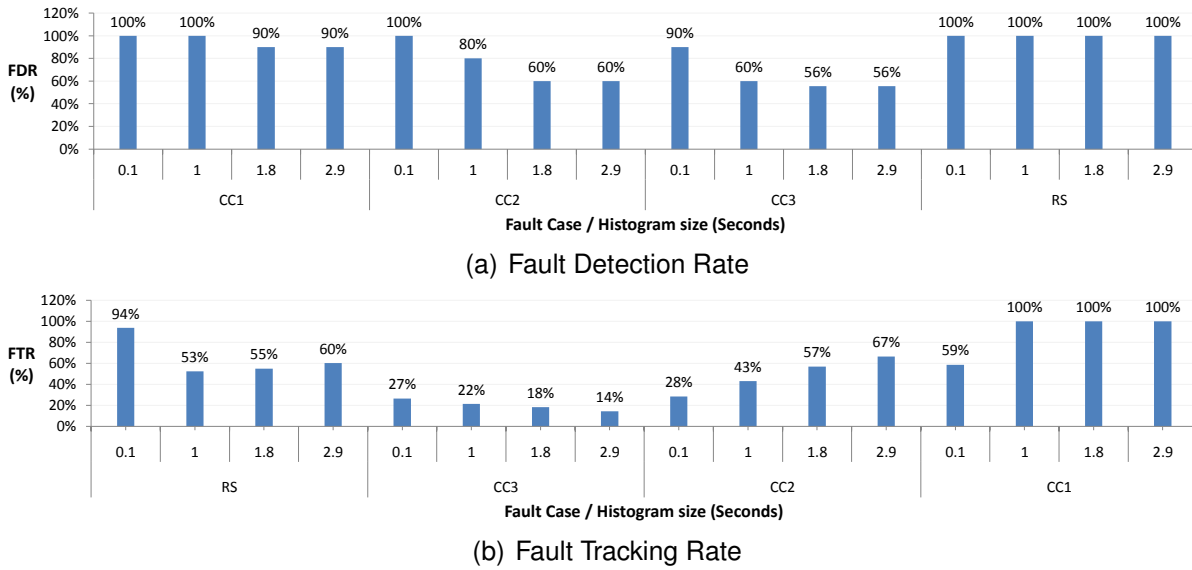 120%
100% 100% 90% 90% 100% 80% 60% 60% 90% 60% 56% 56% 100% 100% 100% 100%
100%
80%
60%
40%
20%
0%
FDR
(%)
0.1 1 1.8 2.9 0.1 1 1.8 2.9 0.1 1 1.8 2.9 0.1 1 1.8 2.9
CC1 CC2 CC3 RS
Fault Case / Histogram size (Seconds)
(a) Fault Detection Rate
120%
100%
80%
60%
40%
20%
0%
FTR
(%)
94% 53% 55% 60% 27% 22% 18% 14% 28% 43% 57% 67% 59% 100% 100% 100%
0.1 1 1.8 2.9 0.1 1 1.8 2.9 0.1 1 1.8 2.9 0.1 1 1.8 2.9
RS CC3 CC2 CC1
Fault Case / Histogram size (Seconds)
(b) Fault Tracking Rate